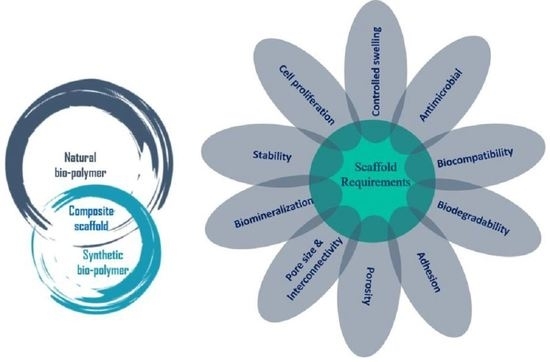 Natural
bio-polymer
Composite
scaffold
Synthetic
bio-polymer
Scaffold
Requirements
Controlled swelling
Antimicrobial
Biocompatibility
Biodegradability
Adhesion
Porosity
Pore size &
Interconnectivity
Biomineralization
Stability
Cell proliferation